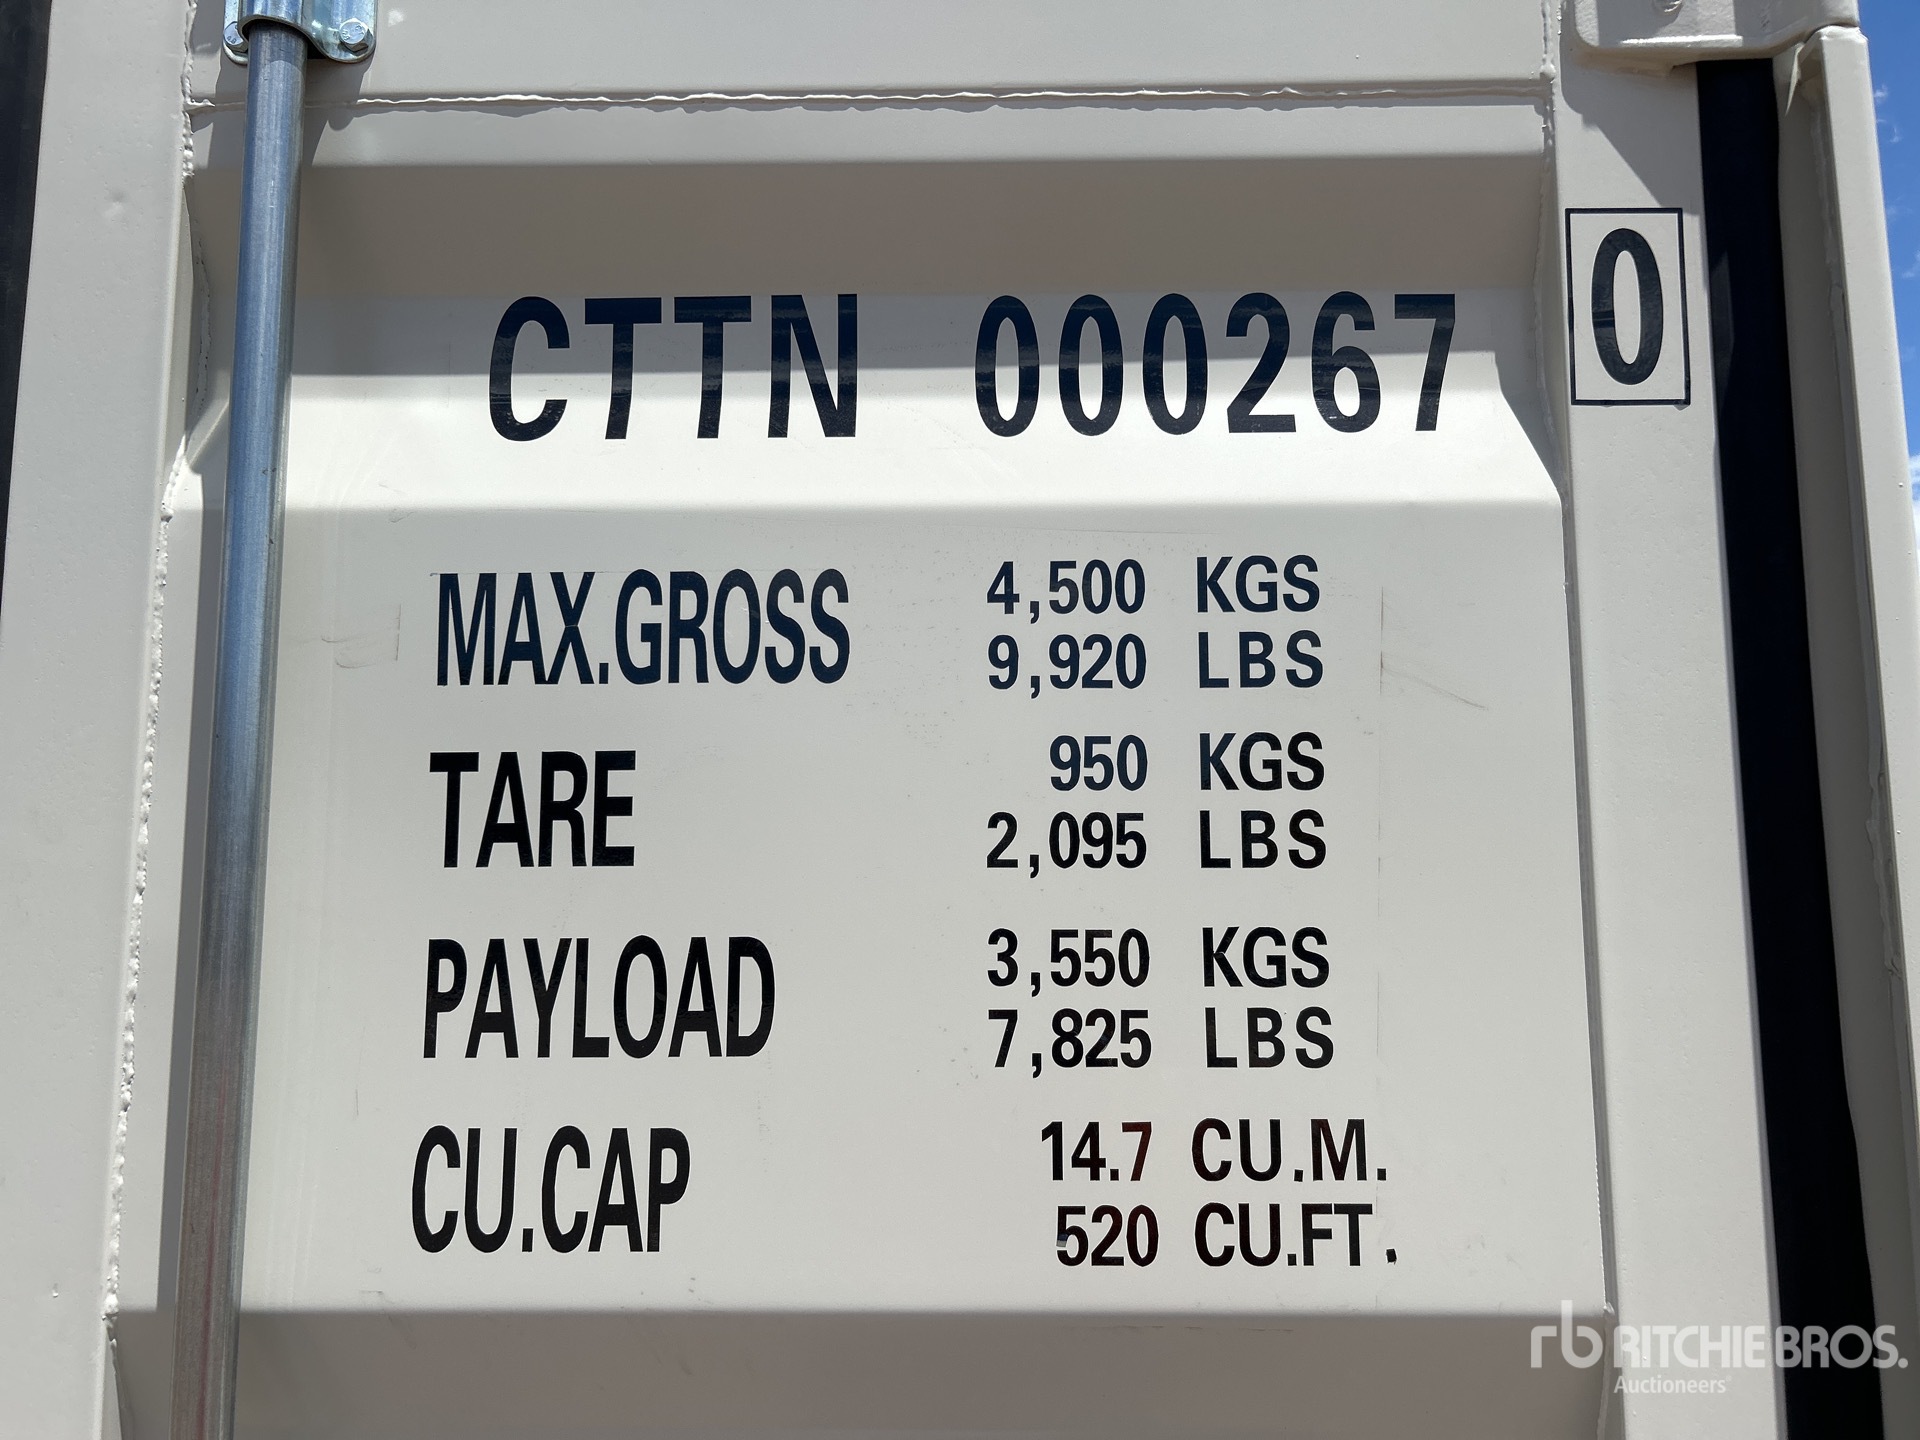 CTTN 000267 0
MAX.GROSS 4,500 KGS
9,920 LBS
TARE 950 KGS
2,095 LBS
PAYLOAD 3,550 KGS
7,825 LBS
CU.CAP 14.7 CU.M.
520 CU.FT.
rb RITCHIE BROS.
Auctioneers